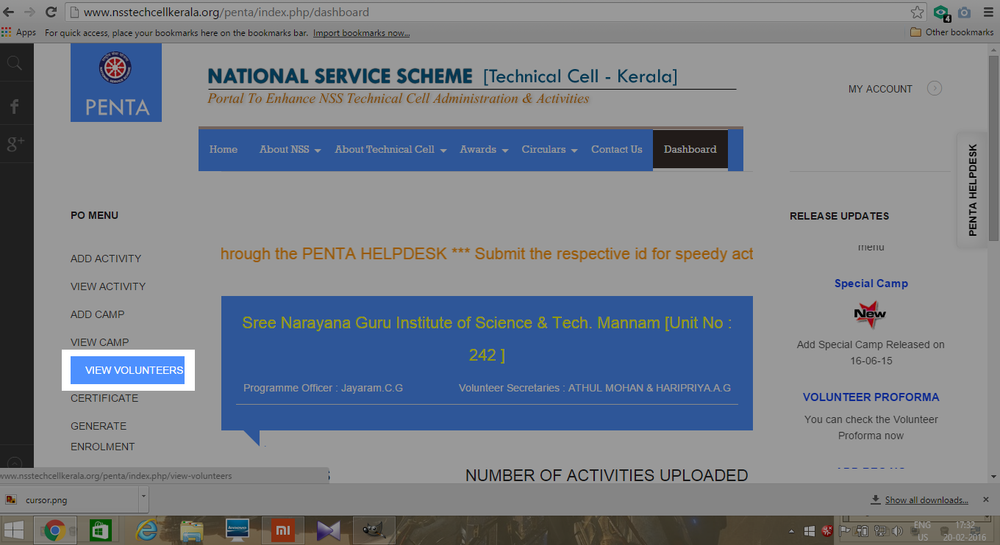 www.nsstechcellkerala.org/penta/index.php/dashboard
4
Apps For quick access, place your bookmarks here on the bookmarks bar. Import bookmarks now... Other bookmarks
PENTA
NATIONAL SERVICE SCHEME [Technical Cell - Kerala]
Portal To Enhance NSS Technical Cell Administration & Activities
MY ACCOUNT
Home About NSS About Technical Cell Awards Circulars Contact Us Dashboard
PENTA HELPDESK
PO MENU
ADD ACTIVITY
VIEW ACTIVITY
ADD CAMP
VIEW CAMP
VIEW VOLUNTEERS
CERTIFICATE
GENERATE
ENROLMENT
hrough the PENTA HELPDESK *** Submit the respective id for speedy act
Sree Narayana Guru Institute of Science & Tech. Mannam [Unit No :
242 ]
Programme Officer : Jayaram.C.G Volunteer Secretaries : ATHUL MOHAN & HARIPRIYA.A.G
NUMBER OF ACTIVITIES UPLOADED
RELEASE UPDATES
menu
Special Camp
New
Add Special Camp Released on
16-06-15
VOLUNTEER PROFORMA
You can check the Volunteer
Proforma now
www.nsstechcellkerala.org/penta/index.php/view-volunteers
cursor.png Show all downloads...
ENG 17:32
US 20-02-2016